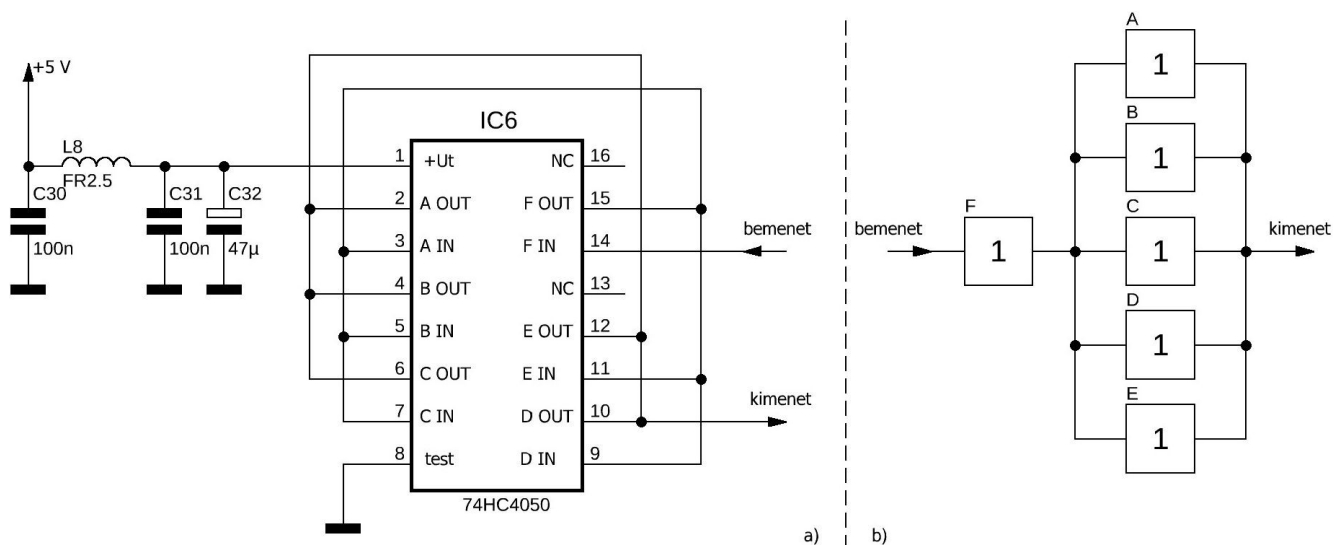 +5 V
L8
FR2.5
C30
100n
C31
100n
C32
47µ
IC6
1 +Ut NC 16
2 A OUT F OUT 15
3 A IN F IN 14
4 B OUT NC 13
5 B IN E OUT 12
6 C OUT E IN 11
7 C IN D OUT 10
8 test D IN 9
74HC4050
bemenet
kimenet
a)
b)
bemenet
F
1
A
1
B
1
C
1
D
1
E
1
kimenet